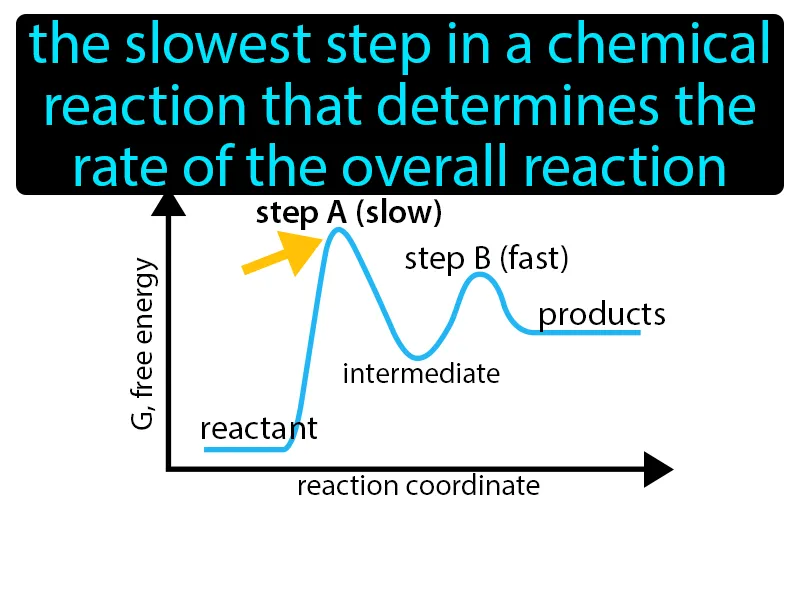 the slowest step in a chemical
reaction that determines the
rate of the overall reaction
step A (slow)
step B (fast)
products
intermediate
reactant
G, free energy
reaction coordinate